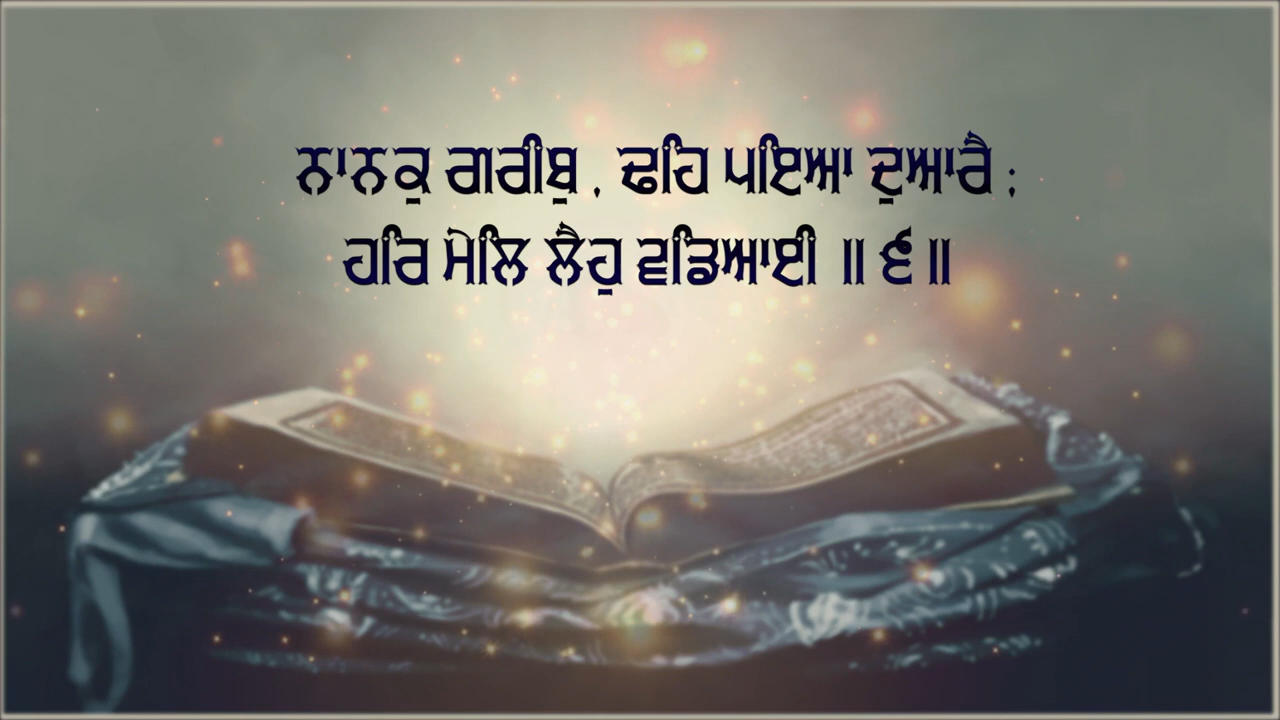 ਨਾਨਕੁ ਗਰੀਬੁ , ਢਹਿ ਪਇਆ ਦੁਆਰੈ ;
ਹਰਿ ਮੇਲਿ ਲੈਹੁ ਵਡਿਆਈ ॥ ੬ ॥